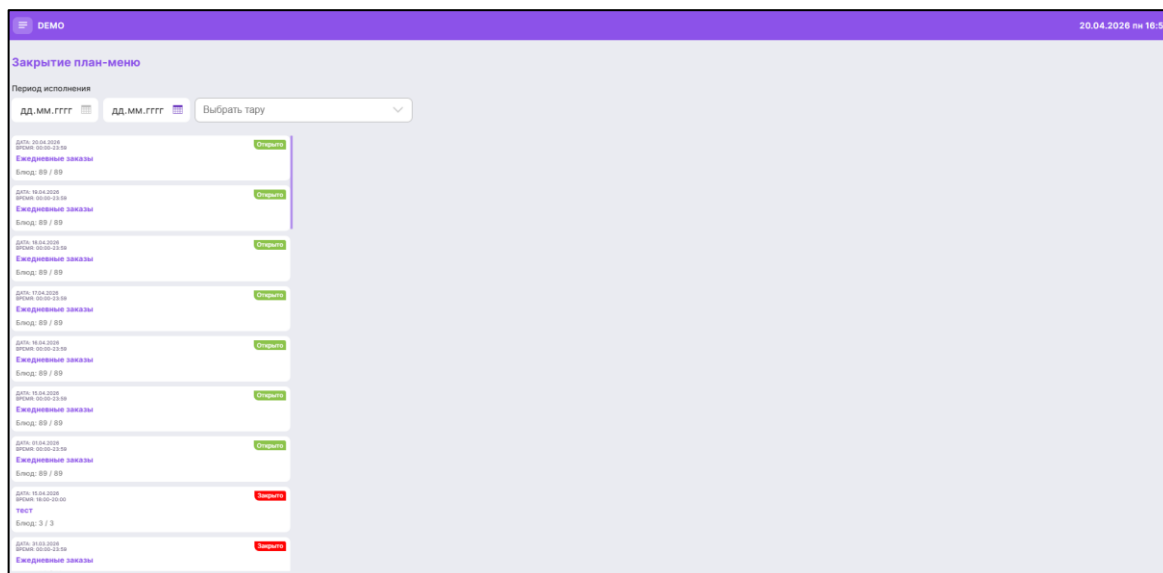 DEMO
20.04.2026 пн 16:5
Закрытие план-меню
Период исполнения
дд.мм.гггг
дд.мм.гггг
Выбрать тару
ДАТА: 20.04.2026
Открыто
ВРЕМЯ: 00:00-23:59
Ежедневные заказы
Блюд: 89 / 89
ДАТА: 19.04.2026
Открыто
ВРЕМЯ: 00:00-23:59
Ежедневные заказы
Блюд: 89 / 89
ДАТА: 18.04.2026
Открыто
ВРЕМЯ: 00:00-23:59
Ежедневные заказы
Блюд: 89 / 89
ДАТА: 17.04.2026
Открыто
ВРЕМЯ: 00:00-23:59
Ежедневные заказы
Блюд: 89 / 89
ДАТА: 16.04.2026
Открыто
ВРЕМЯ: 00:00-23:59
Ежедневные заказы
Блюд: 89 / 89
ДАТА: 15.04.2026
Открыто
ВРЕМЯ: 00:00-23:59
Ежедневные заказы
Блюд: 89 / 89
ДАТА: 01.04.2026
Открыто
ВРЕМЯ: 00:00-23:59
Ежедневные заказы
Блюд: 89 / 89
ДАТА: 15.04.2026
Закрыто
ВРЕМЯ: 18:00-20:00
тест
Блюд: 3 / 3
ДАТА: 31.03.2026
Закрыто
ВРЕМЯ: 00:00-23:59
Ежедневные заказы